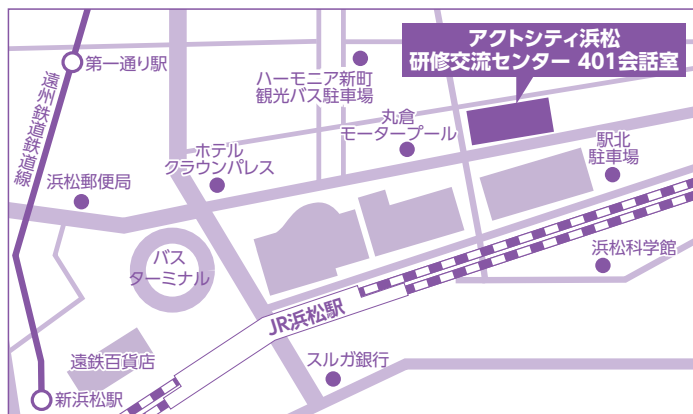 アクトシティ浜松
研修交流センター 401会話室
第一通り駅
遠州鉄道鉄道線
ハーモニア新町
観光バス駐車場
丸倉
モータープール
ホテル
クラウンパレス
駅北
駐車場
浜松郵便局
バス
ターミナル
浜松科学館
JR浜松駅
遠鉄百貨店
スルガ銀行
新浜松駅